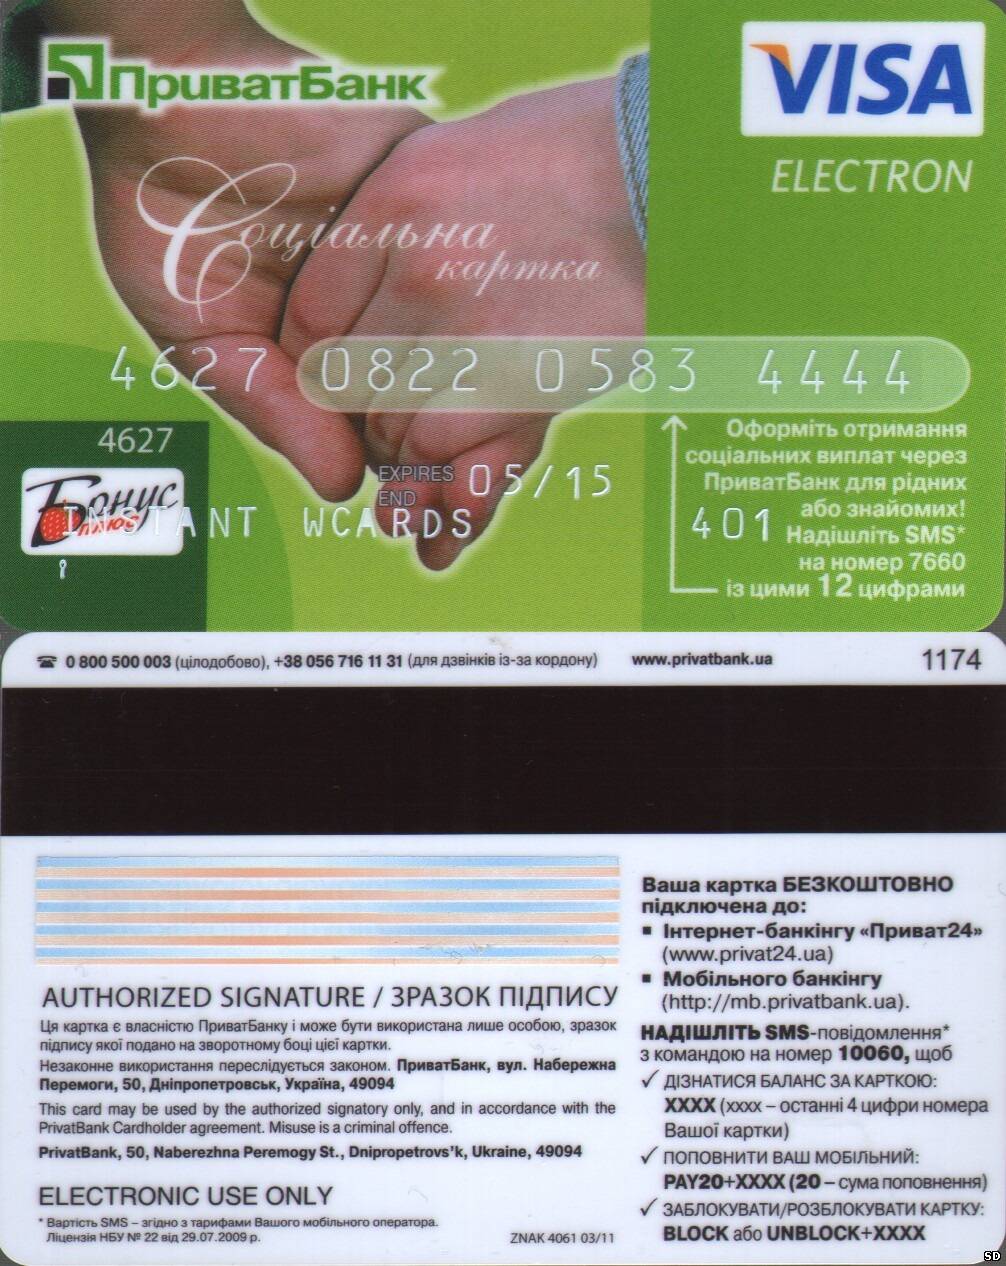 ПриватБанк
VISA
ELECTRON
Соціальна
картка
4627 0822 0583 4444
4627
EXPIRES
END
05/15
Бонус
плюс
INSTANT WCARDS
401
Оформіть отримання
соціальних виплат через
ПриватБанк для рідних
або знайомих!
Надішліть SMS*
на номер 7660
із цими 12 цифрами
☎ 0 800 500 003 (цілодобово), +38 056 716 11 31 (для дзвінків із-за кордону) www.privatbank.ua 1174
AUTHORIZED SIGNATURE / ЗРАЗОК ПІДПИСУ
Ця картка є власністю ПриватБанку і може бути використана лише особою, зразок
підпису якої подано на зворотному боці цієї картки.
Незаконне використання переслідується законом. ПриватБанк, вул. Набережна
Перемоги, 50, Дніпропетровськ, Україна, 49094
This card may be used by the authorized signatory only, and in accordance with the
PrivatBank Cardholder agreement. Misuse is a criminal offence.
PrivatBank, 50, Naberezhna Peremogy St., Dnipropetrovs'k, Ukraine, 49094
ELECTRONIC USE ONLY
* Вартість SMS – згідно з тарифами Вашого мобільного оператора.
Ліцензія НБУ № 22 від 29.07.2009 р.
ZNAK 4061 03/11
Ваша картка БЕЗКОШТОВНО
підключена до:
▪ Інтернет-банкінгу «Приват24»
(www.privat24.ua)
▪ Мобільного банкінгу
(http://mb.privatbank.ua).
НАДІШЛІТЬ SMS-повідомлення*
з командою на номер 10060, щоб
✓ ДІЗНАТИСЯ БАЛАНС ЗА КАРТКОЮ:
XXXX (xxxx – останні 4 цифри номера
Вашої картки)
✓ ПОПОВНИТИ ВАШ МОБІЛЬНИЙ:
PAY20+XXXX (20 – сума поповнення)
✓ ЗАБЛОКУВАТИ/РОЗБЛОКУВАТИ КАРТКУ:
BLOCK або UNBLOCK+XXXX
SD